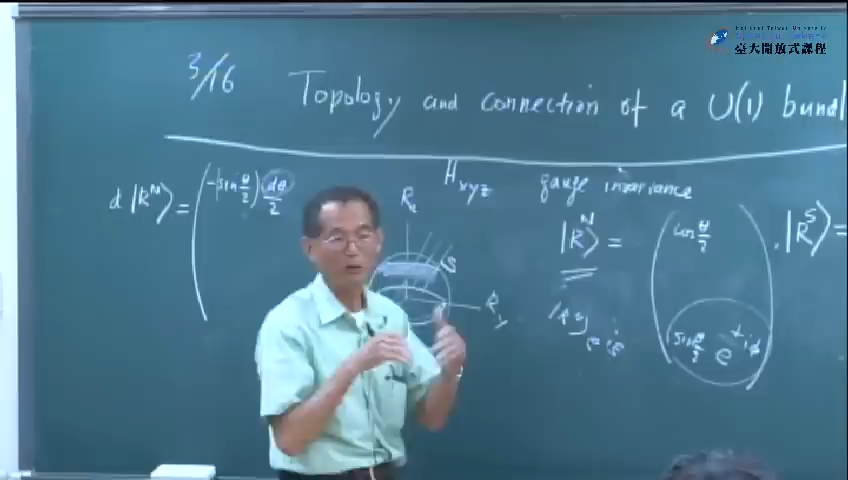 臺大開放式課程
3/16 Topology and connection of a U(1) bundl
H_xyz gauge invariance
d |R^N⟩ = (-(sin θ/2) dθ/2
R_z
S
R_y
|R^N⟩ = ( cos θ/2
sin θ/2 e^{+iφ} ) . |R^S⟩ =